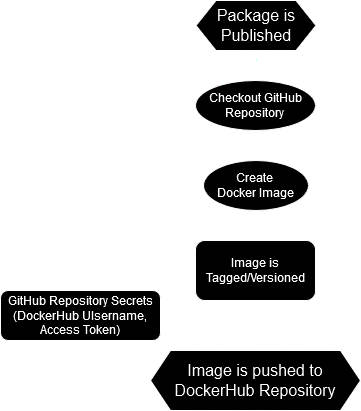 Package is
Published
Checkout GitHub
Repository
Create
Docker Image
Image is
Tagged/Versioned
GitHub Repository Secrets
(DockerHub Ulsername,
Access Token)
Image is pushed to
DockerHub Repository